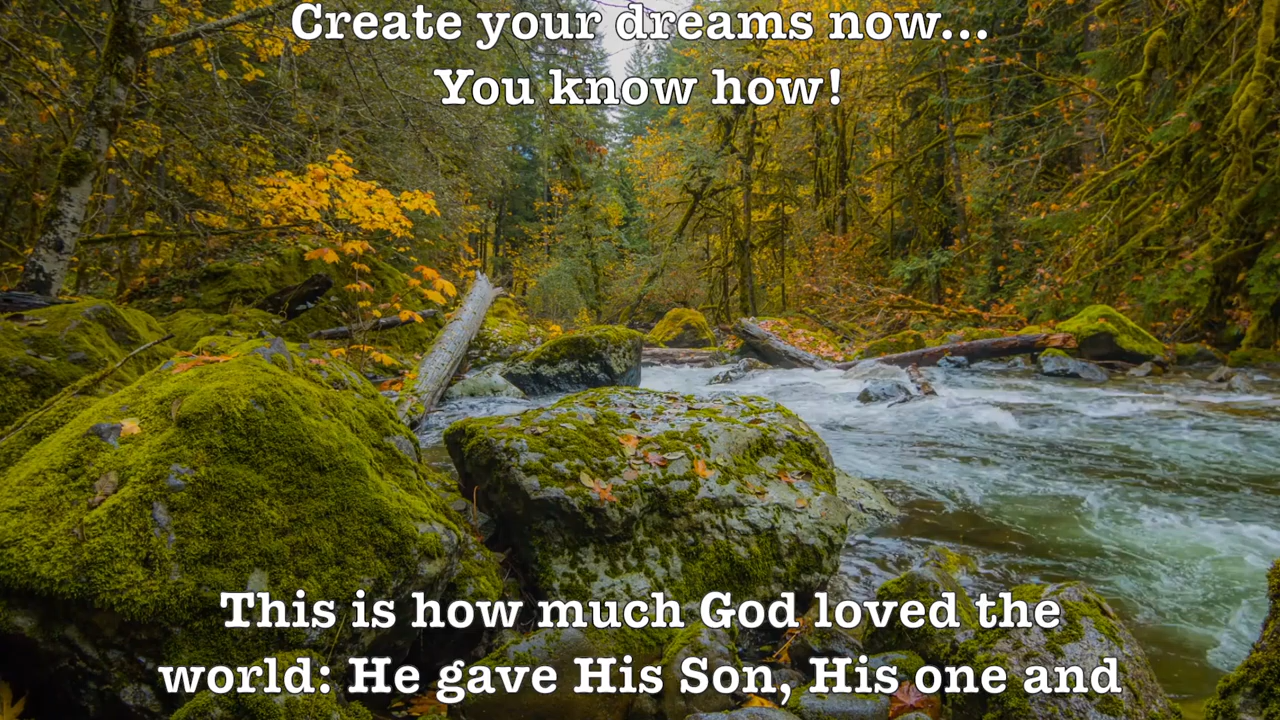 Create your dreams now...
You know how!
This is how much God loved the
world: He gave His Son, His one and